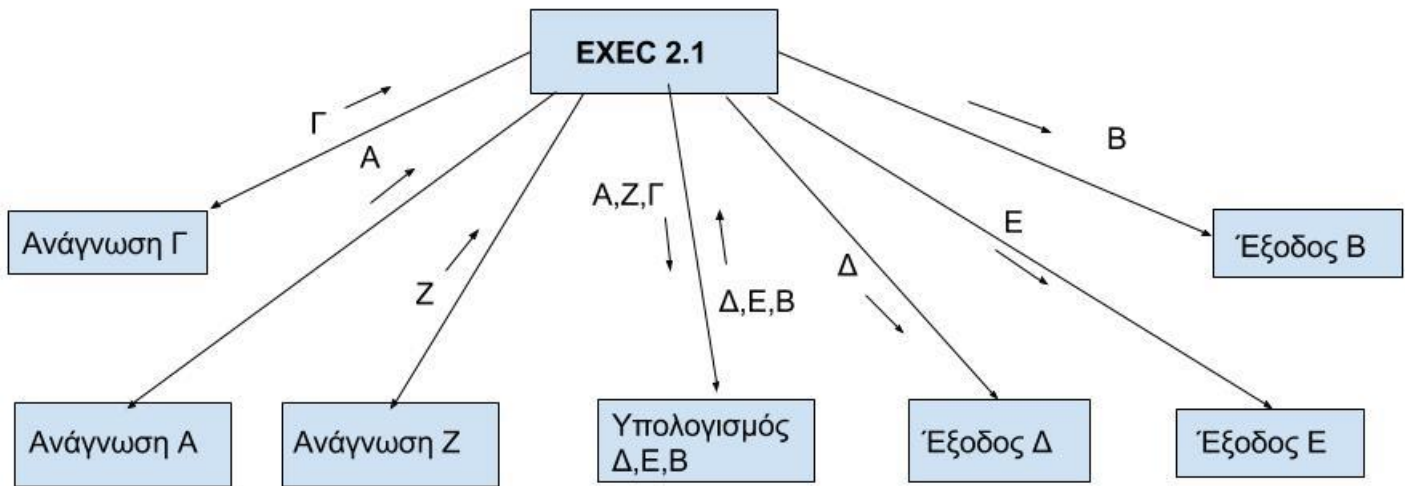 EXEC 2.1
Γ
Α
Β
Α,Ζ,Γ
Ε
Ανάγνωση Γ
Έξοδος Β
Ζ
Δ,Ε,Β
Δ
Ανάγνωση Α
Ανάγνωση Ζ
Υπολογισμός
Δ,Ε,Β
Έξοδος Δ
Έξοδος Ε